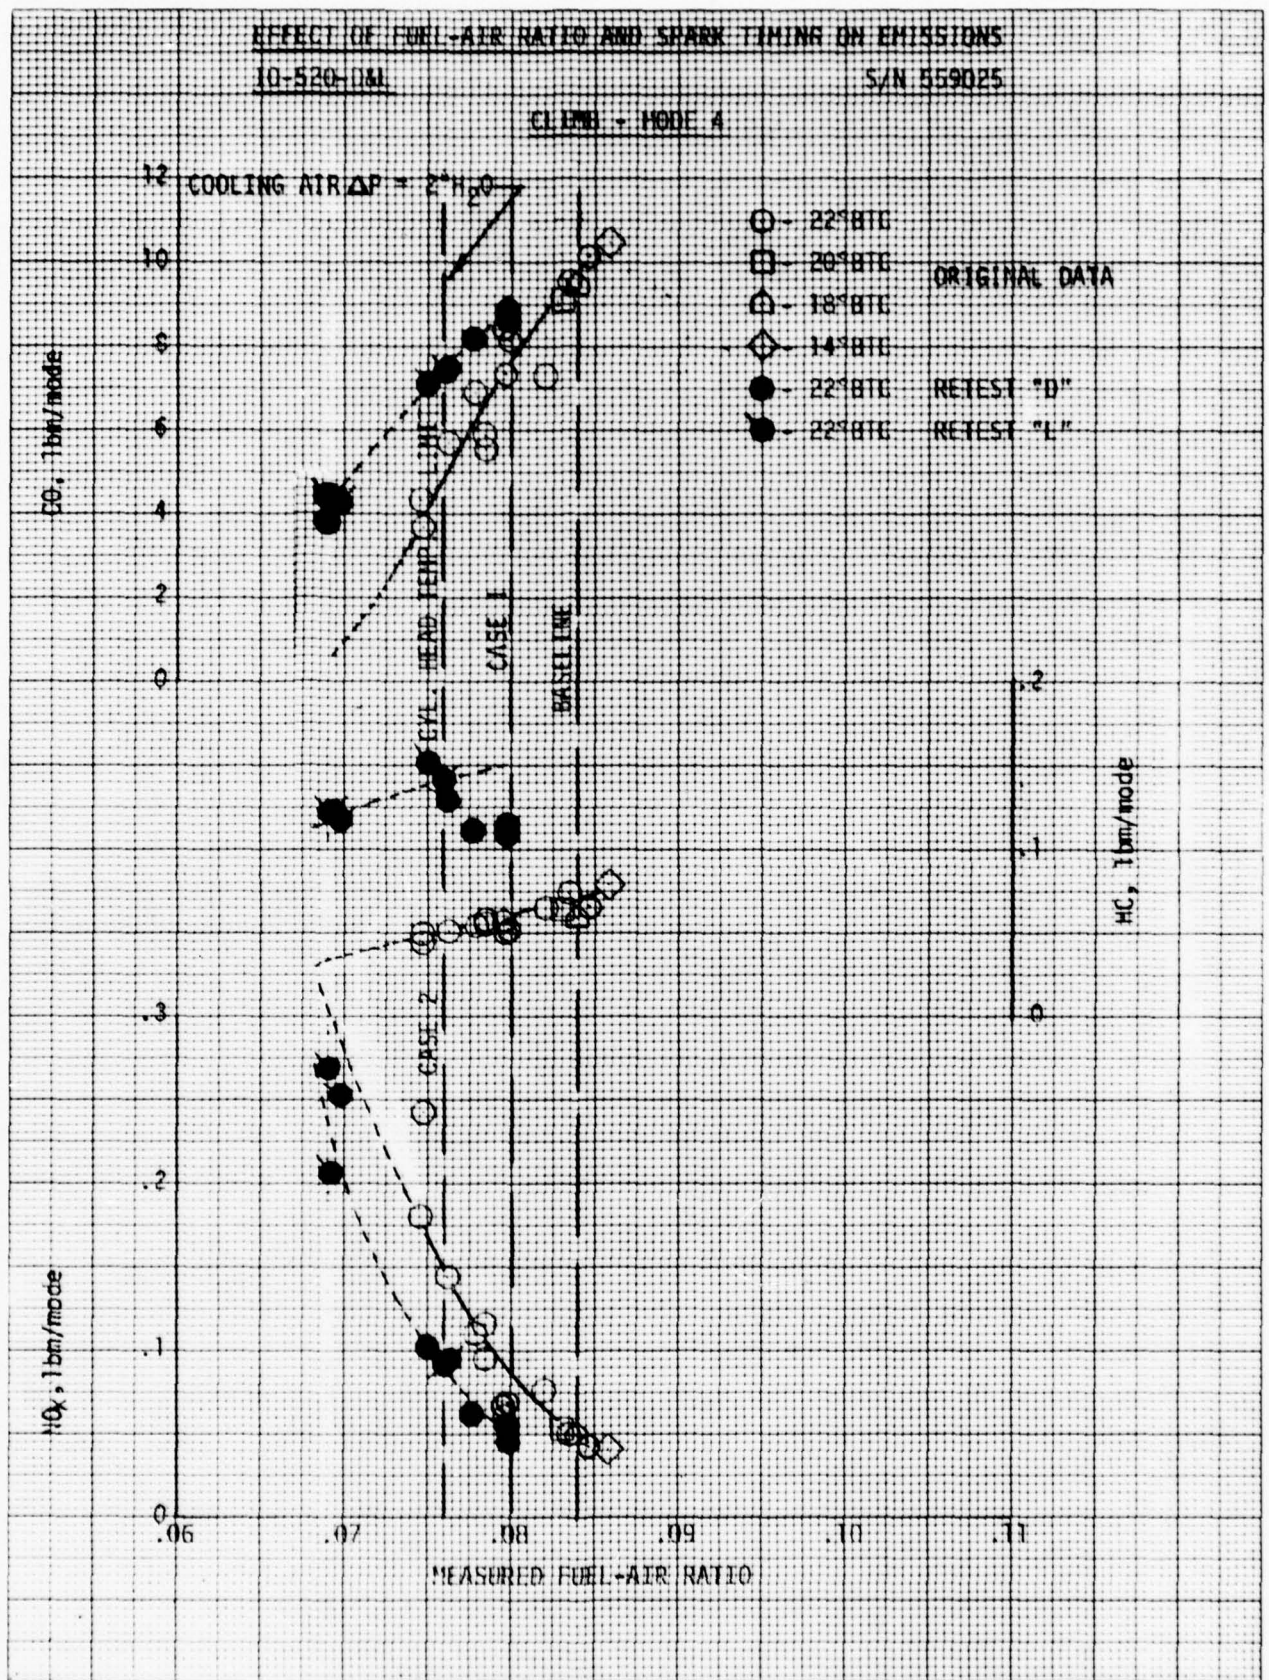 EFFECT OF FUEL-AIR RATIO AND SPARK TIMING ON EMISSIONS
IO-520-D&L S/N 559025
CLIMB - MODE 4
COOLING AIR ΔP = 2"H₂O
12
10
8
6
4
2
0
CO, lbm/mode
○ - 22°BTC
□ - 20°BTC
18°BTC
◇ - 14°BTC
ORIGINAL DATA
● - 22°BTC RETEST "D"
22°BTC RETEST "L"
CYL. HEAD TEMP LIMIT
CASE 1
BASELINE
CASE 2
.2
.1
0
HC, lbm/mode
.3
.2
.1
0
NOx, lbm/mode
.06 .07 .08 .09 .10 .11
MEASURED FUEL-AIR RATIO